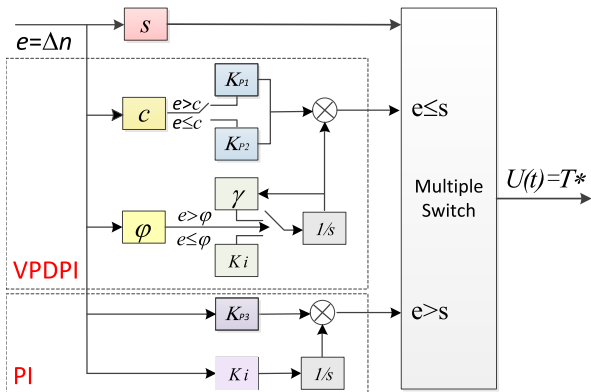 s
e=Δn
K_P1
e>c
c
e≤c
K_P2
e≤s
γ
Multiple
Switch
U(t)=T*
e>φ
φ
1/s
e≤φ
Ki
VPDPI
K_P3
e>s
PI
Ki
1/s